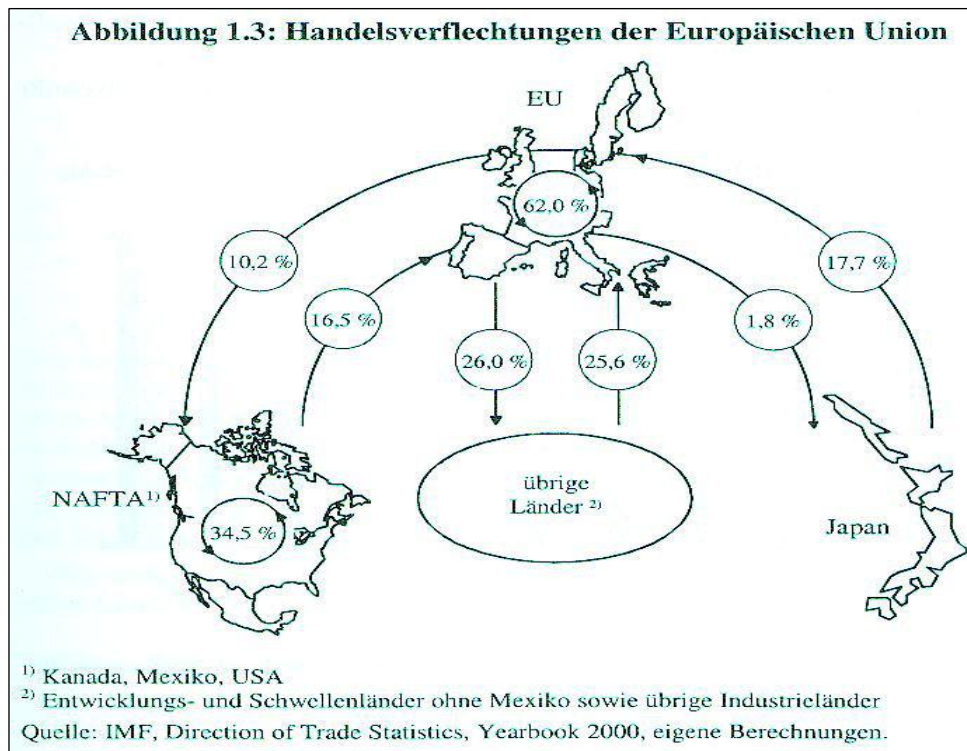 Abbildung 1.3: Handelsverflechtungen der Europäischen Union
EU
62,0 %
10,2 %
17,7 %
16,5 %
1,8 %
26,0 %
25,6 %
übrige
Länder 2)
NAFTA1)
34,5 %
Japan
1) Kanada, Mexiko, USA
2) Entwicklungs- und Schwellenländer ohne Mexiko sowie übrige Industrieländer
Quelle: IMF, Direction of Trade Statistics, Yearbook 2000, eigene Berechnungen.